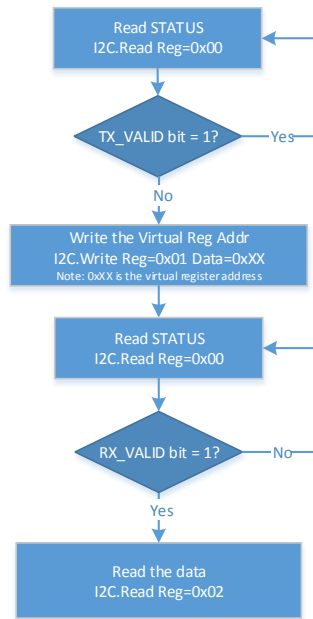 Read STATUS
I2C.Read Reg=0x00
TX_VALID bit = 1?
Yes
No
Write the Virtual Reg Addr
I2C.Write Reg=0x01 Data=0xXX
Note: 0xXX is the virtual register address
Read STATUS
I2C.Read Reg=0x00
RX_VALID bit = 1?
No
Yes
Read the data
I2C.Read Reg=0x02